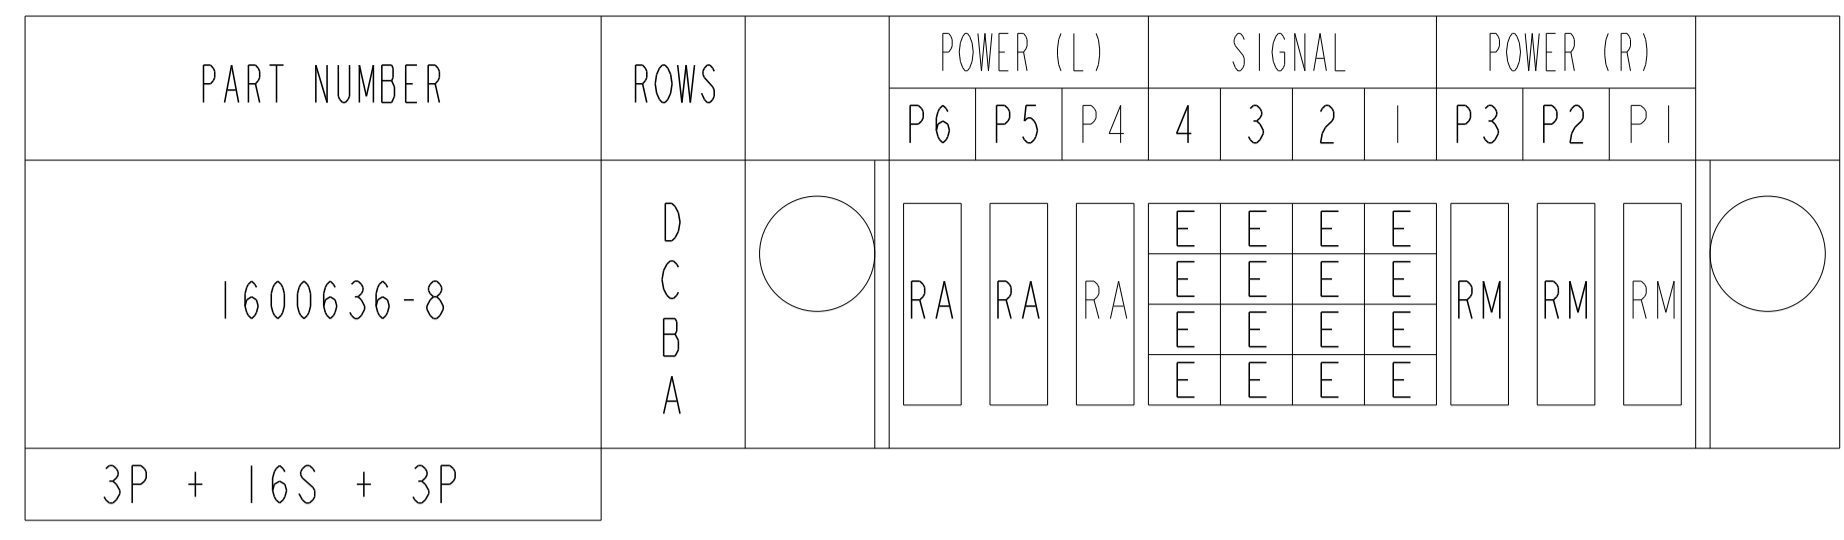 PART NUMBER ROWS POWER (L) SIGNAL POWER (R)
P6 P5 P4 4 3 2 1 P3 P2 P1
D E E E E
C E E E E
1600636-8 RA RA RA RM RM RM
B E E E E
A E E E E
3P + 16S + 3P